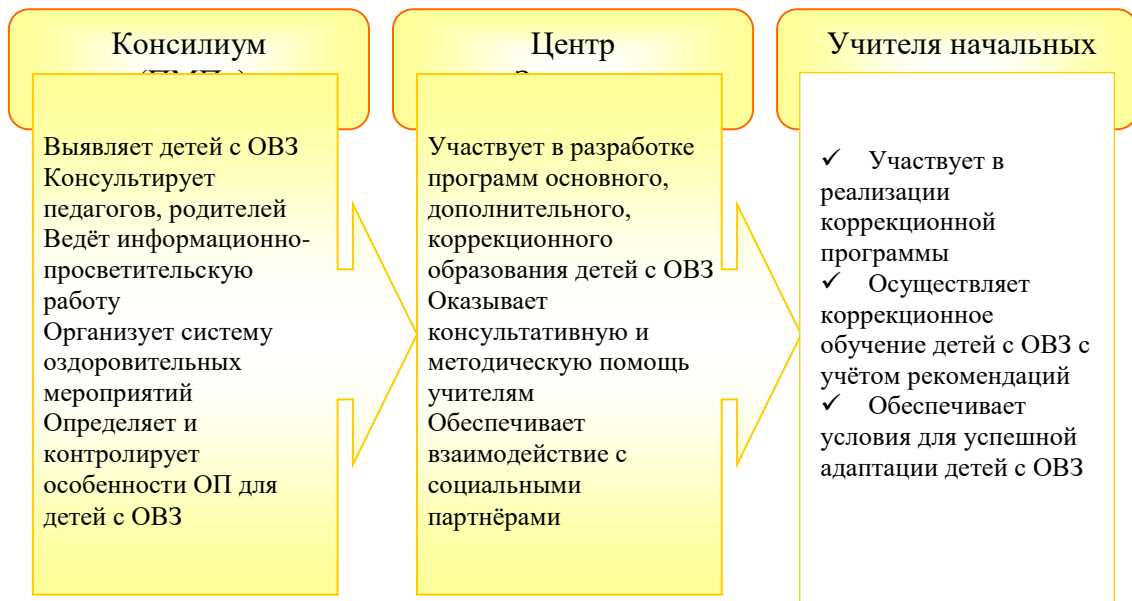 Консилиум
Выявляет детей с ОВЗ
Консультирует
педагогов, родителей
Ведёт информационно-
просветительскую
работу
Организует систему
оздоровительных
мероприятий
Определяет и
контролирует
особенности ОП для
детей с ОВЗ
Центр
Участвует в разработке
программ основного,
дополнительного,
коррекционного
образования детей с ОВЗ
Оказывает
консультативную и
методическую помощь
учителям
Обеспечивает
взаимодействие с
социальными
партнёрами
Учителя начальных
✓ Участвует в
реализации
коррекционной
программы
✓ Осуществляет
коррекционное
обучение детей с ОВЗ с
учётом рекомендаций
✓ Обеспечивает
условия для успешной
адаптации детей с ОВЗ